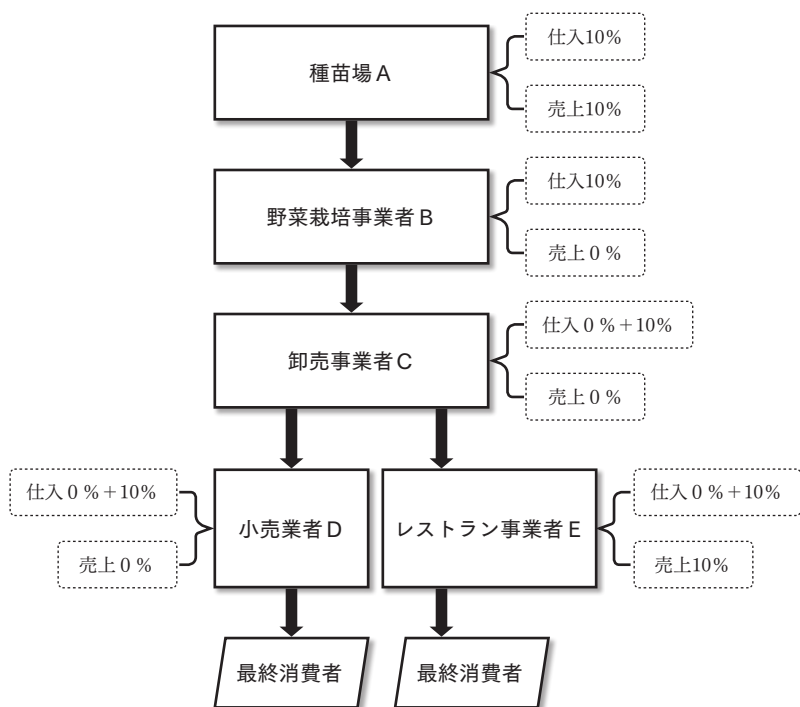 種苗場A
仕入10%
売上10%
野菜栽培事業者B
仕入10%
売上0%
卸売事業者C
仕入0%+10%
売上0%
仕入0%+10%
売上0%
小売業者D
レストラン事業者E
仕入0%+10%
売上10%
最終消費者
最終消費者